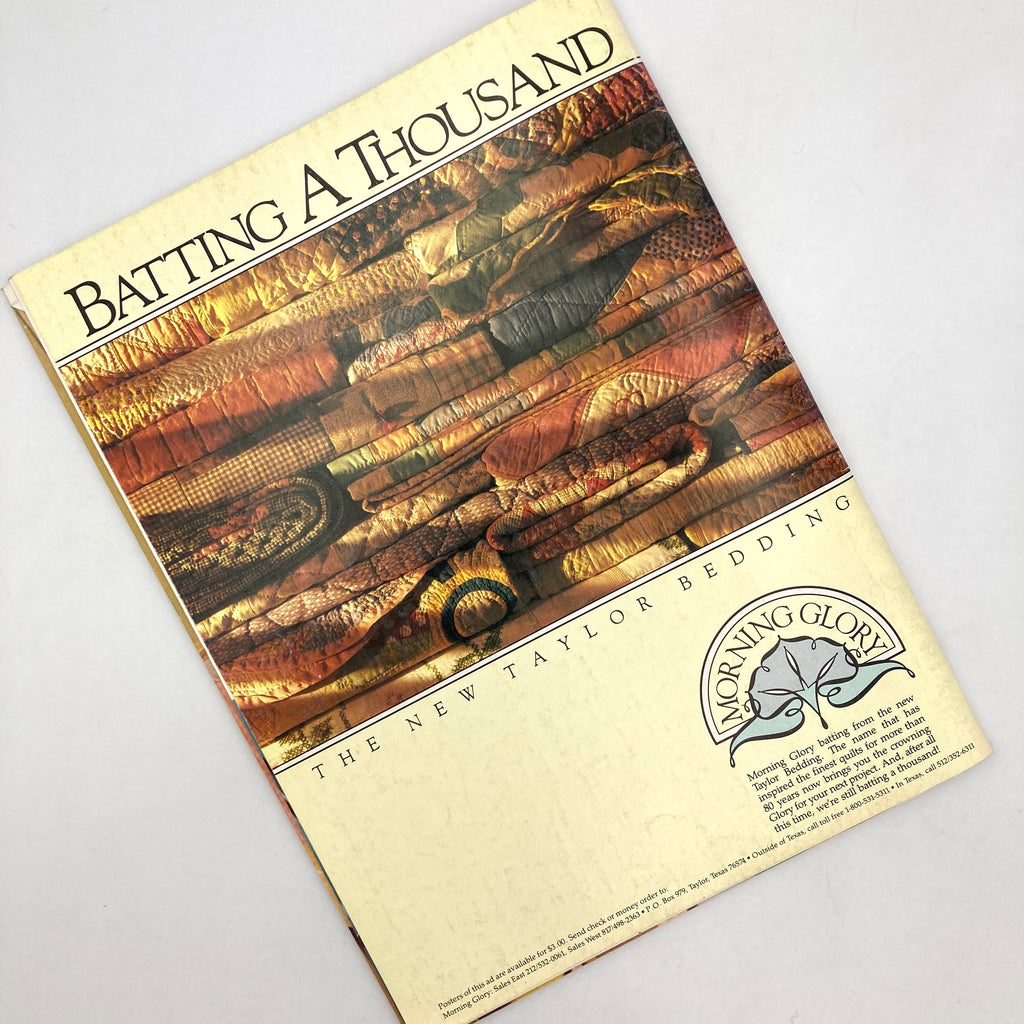 BATTING A THOUSAND
THE NEW TAYLOR BEDDING
MORNING GLORY
Morning Glory batting from the new
Taylor Bedding. The name that has
inspired the finest quilts for more than
80 years now brings you the crowning
Glory for your next project. And, after all
this time, we're still batting a thousand!
Posters of this ad are available for $3.00. Send check or money order to:
Morning Glory: Sales East 212/532-0061, Sales West 817/498-2363 • P.O. Box 979, Taylor, Texas 76574 • Outside of Texas, call toll free 1-800-531-5311 • In Texas, call 512/352-6311